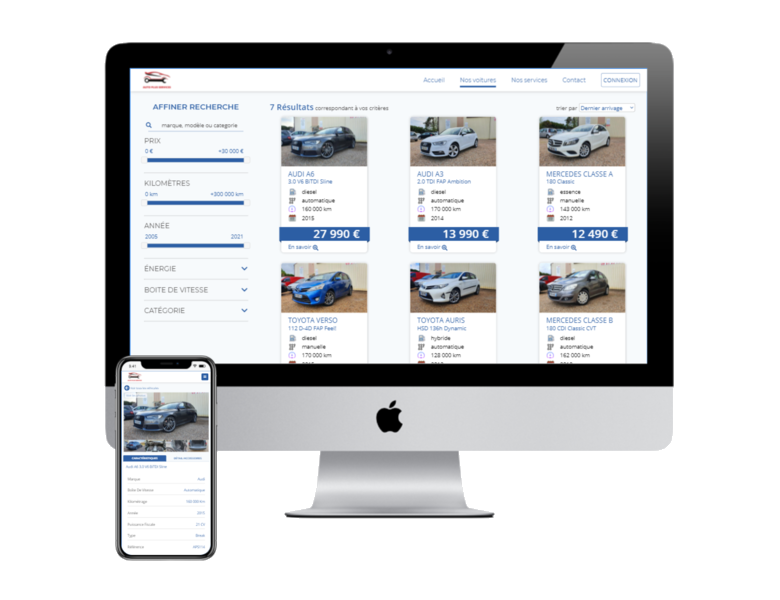 Accueil
Nos voitures
Nos services
Contact
CONNEXION
AFFINER RECHERCHE
marque, modèle ou categorie
PRIX
0 €
+30 000 €
KILOMÈTRES
0 km
+300 000 km
ANNÉE
2005
2021
ÉNERGIE
BOITE DE VITESSE
CATÉGORIE
7 Résultats correspondant à vos critères
trier par Dernier arrivage
AUDI A6
3.0 V6 BITDI Sline
diesel
automatique
160 000 km
2015
27 990 €
En savoir
AUDI A3
2.0 TDI FAP Ambition
diesel
automatique
170 000 km
2014
13 990 €
En savoir
MERCEDES CLASSE A
180 Classic
essence
manuelle
143 000 km
2012
12 490 €
En savoir
TOYOTA VERSO
112 D-4D FAP Feel!
diesel
manuelle
170 000 km
TOYOTA AURIS
HSD 136h Dynamic
hybride
automatique
128 000 km
MERCEDES CLASSE B
180 CDI Classic CVT
diesel
automatique
162 000 km
9:41
CARACTÉRISTIQUES
Audi A6 3.0 V6 BITDI Sline
Marque
Audi
Boite De Vitesse
Automatique
Kilométrage
160 000 km
Année
2015
Puissance Fiscale
Type
Break
Référence